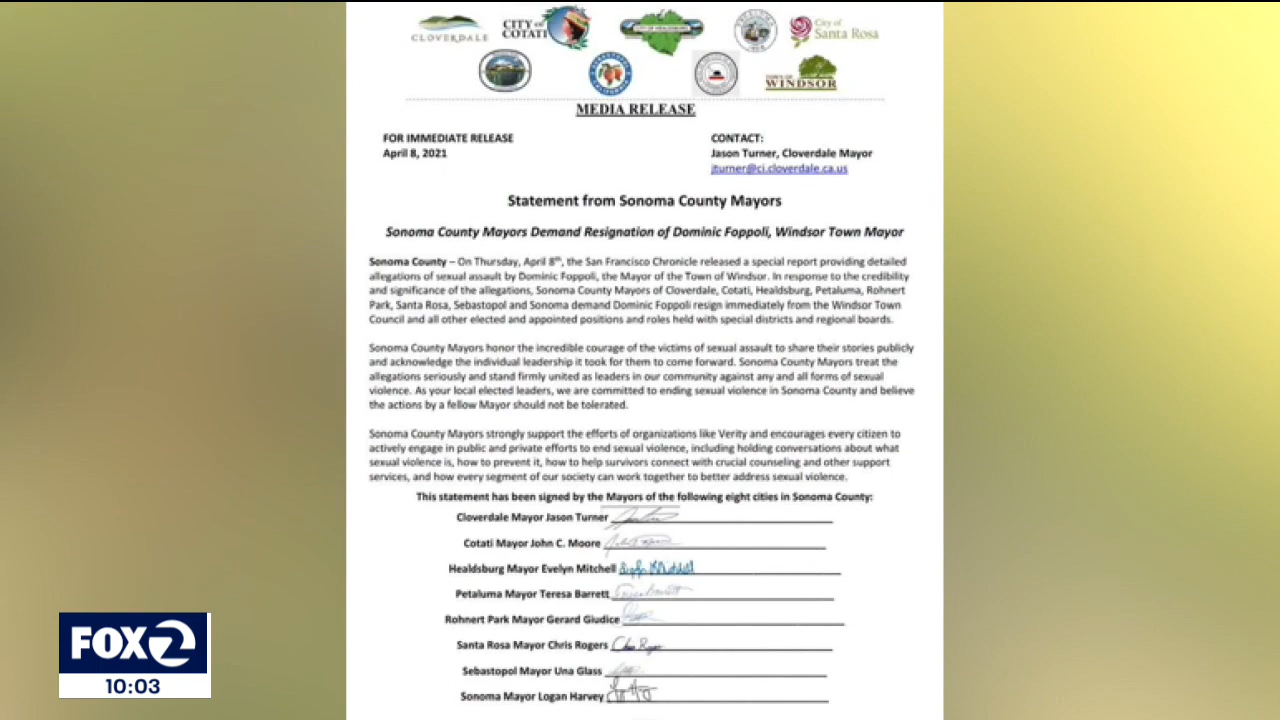 CLOVERDALE
CITY OF
COTATI
CITY OF HEALDSBURG
City of
Santa Rosa
TOWN OF
WINDSOR
MEDIA RELEASE
FOR IMMEDIATE RELEASE
April 8, 2021
CONTACT:
Jason Turner, Cloverdale Mayor
jturner@ci.cloverdale.ca.us
Statement from Sonoma County Mayors
Sonoma County Mayors Demand Resignation of Dominic Foppoli, Windsor Town Mayor
Sonoma County – On Thursday, April 8th, the San Francisco Chronicle released a special report providing detailed
allegations of sexual assault by Dominic Foppoli, the Mayor of the Town of Windsor. In response to the credibility
and significance of the allegations, Sonoma County Mayors of Cloverdale, Cotati, Healdsburg, Petaluma, Rohnert
Park, Santa Rosa, Sebastopol and Sonoma demand Dominic Foppoli resign immediately from the Windsor Town
Council and all other elected and appointed positions and roles held with special districts and regional boards.
Sonoma County Mayors honor the incredible courage of the victims of sexual assault to share their stories publicly
and acknowledge the individual leadership it took for them to come forward. Sonoma County Mayors treat the
allegations seriously and stand firmly united as leaders in our community against any and all forms of sexual
violence. As your local elected leaders, we are committed to ending sexual violence in Sonoma County and believe
the actions by a fellow Mayor should not be tolerated.
Sonoma County Mayors strongly support the efforts of organizations like Verity and encourages every citizen to
actively engage in public and private efforts to end sexual violence, including holding conversations about what
sexual violence is, how to prevent it, how to help survivors connect with crucial counseling and other support
services, and how every segment of our society can work together to better address sexual violence.
This statement has been signed by the Mayors of the following eight cities in Sonoma County:
Cloverdale Mayor Jason Turner
Cotati Mayor John C. Moore
Healdsburg Mayor Evelyn Mitchell
Petaluma Mayor Teresa Barrett
Rohnert Park Mayor Gerard Giudice
Santa Rosa Mayor Chris Rogers
Sebastopol Mayor Una Glass
Sonoma Mayor Logan Harvey
FOX 2
10:03